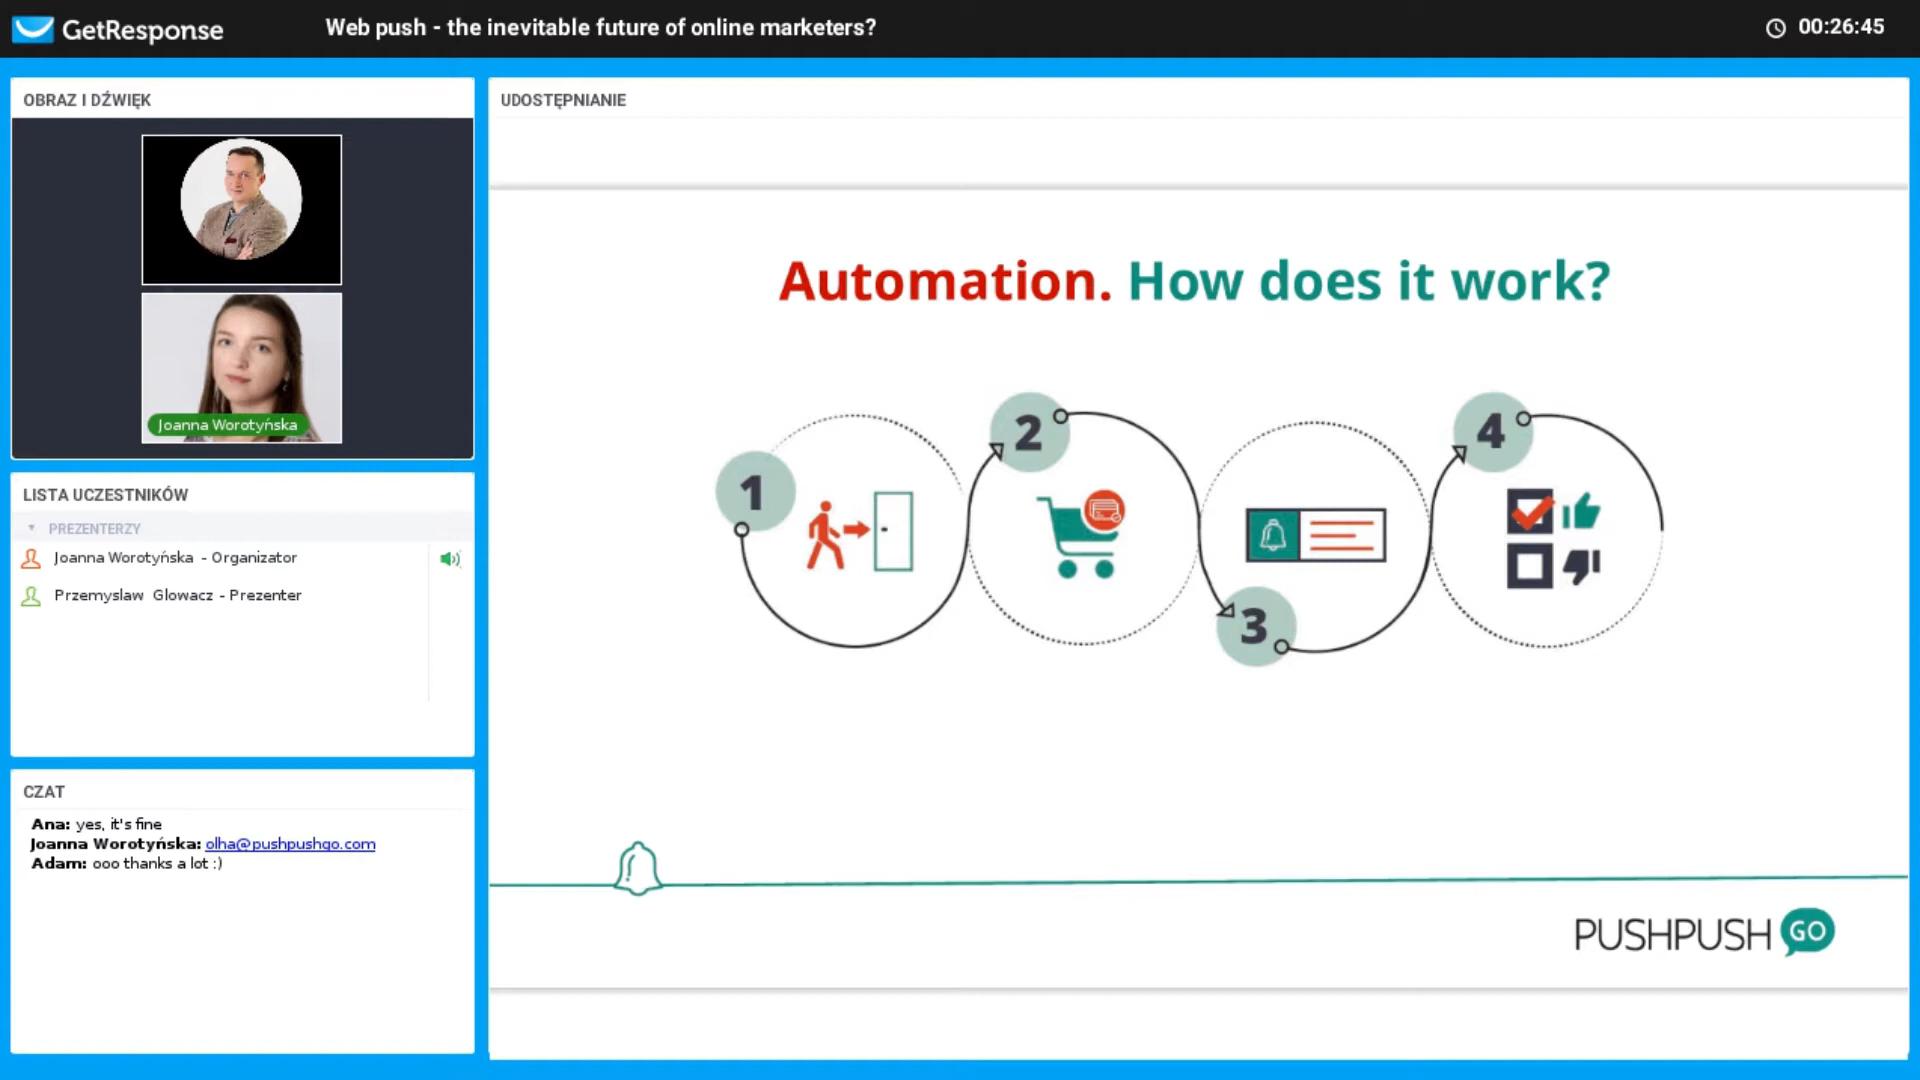 GetResponse
Web push - the inevitable future of online marketers?
00:26:45
OBRAZ I DŹWIĘK
Joanna Worotyńska
LISTA UCZESTNIKÓW
PREZENTERZY
Joanna Worotyńska - Organizator
Przemyslaw Glowacz - Prezenter
CZAT
Ana: yes, it's fine
Joanna Worotyńska: olha@pushpushgo.com
Adam: ooo thanks a lot :)
UDOSTĘPNIANIE
Automation. How does it work?
1
2
3
4
PUSHPUSH GO